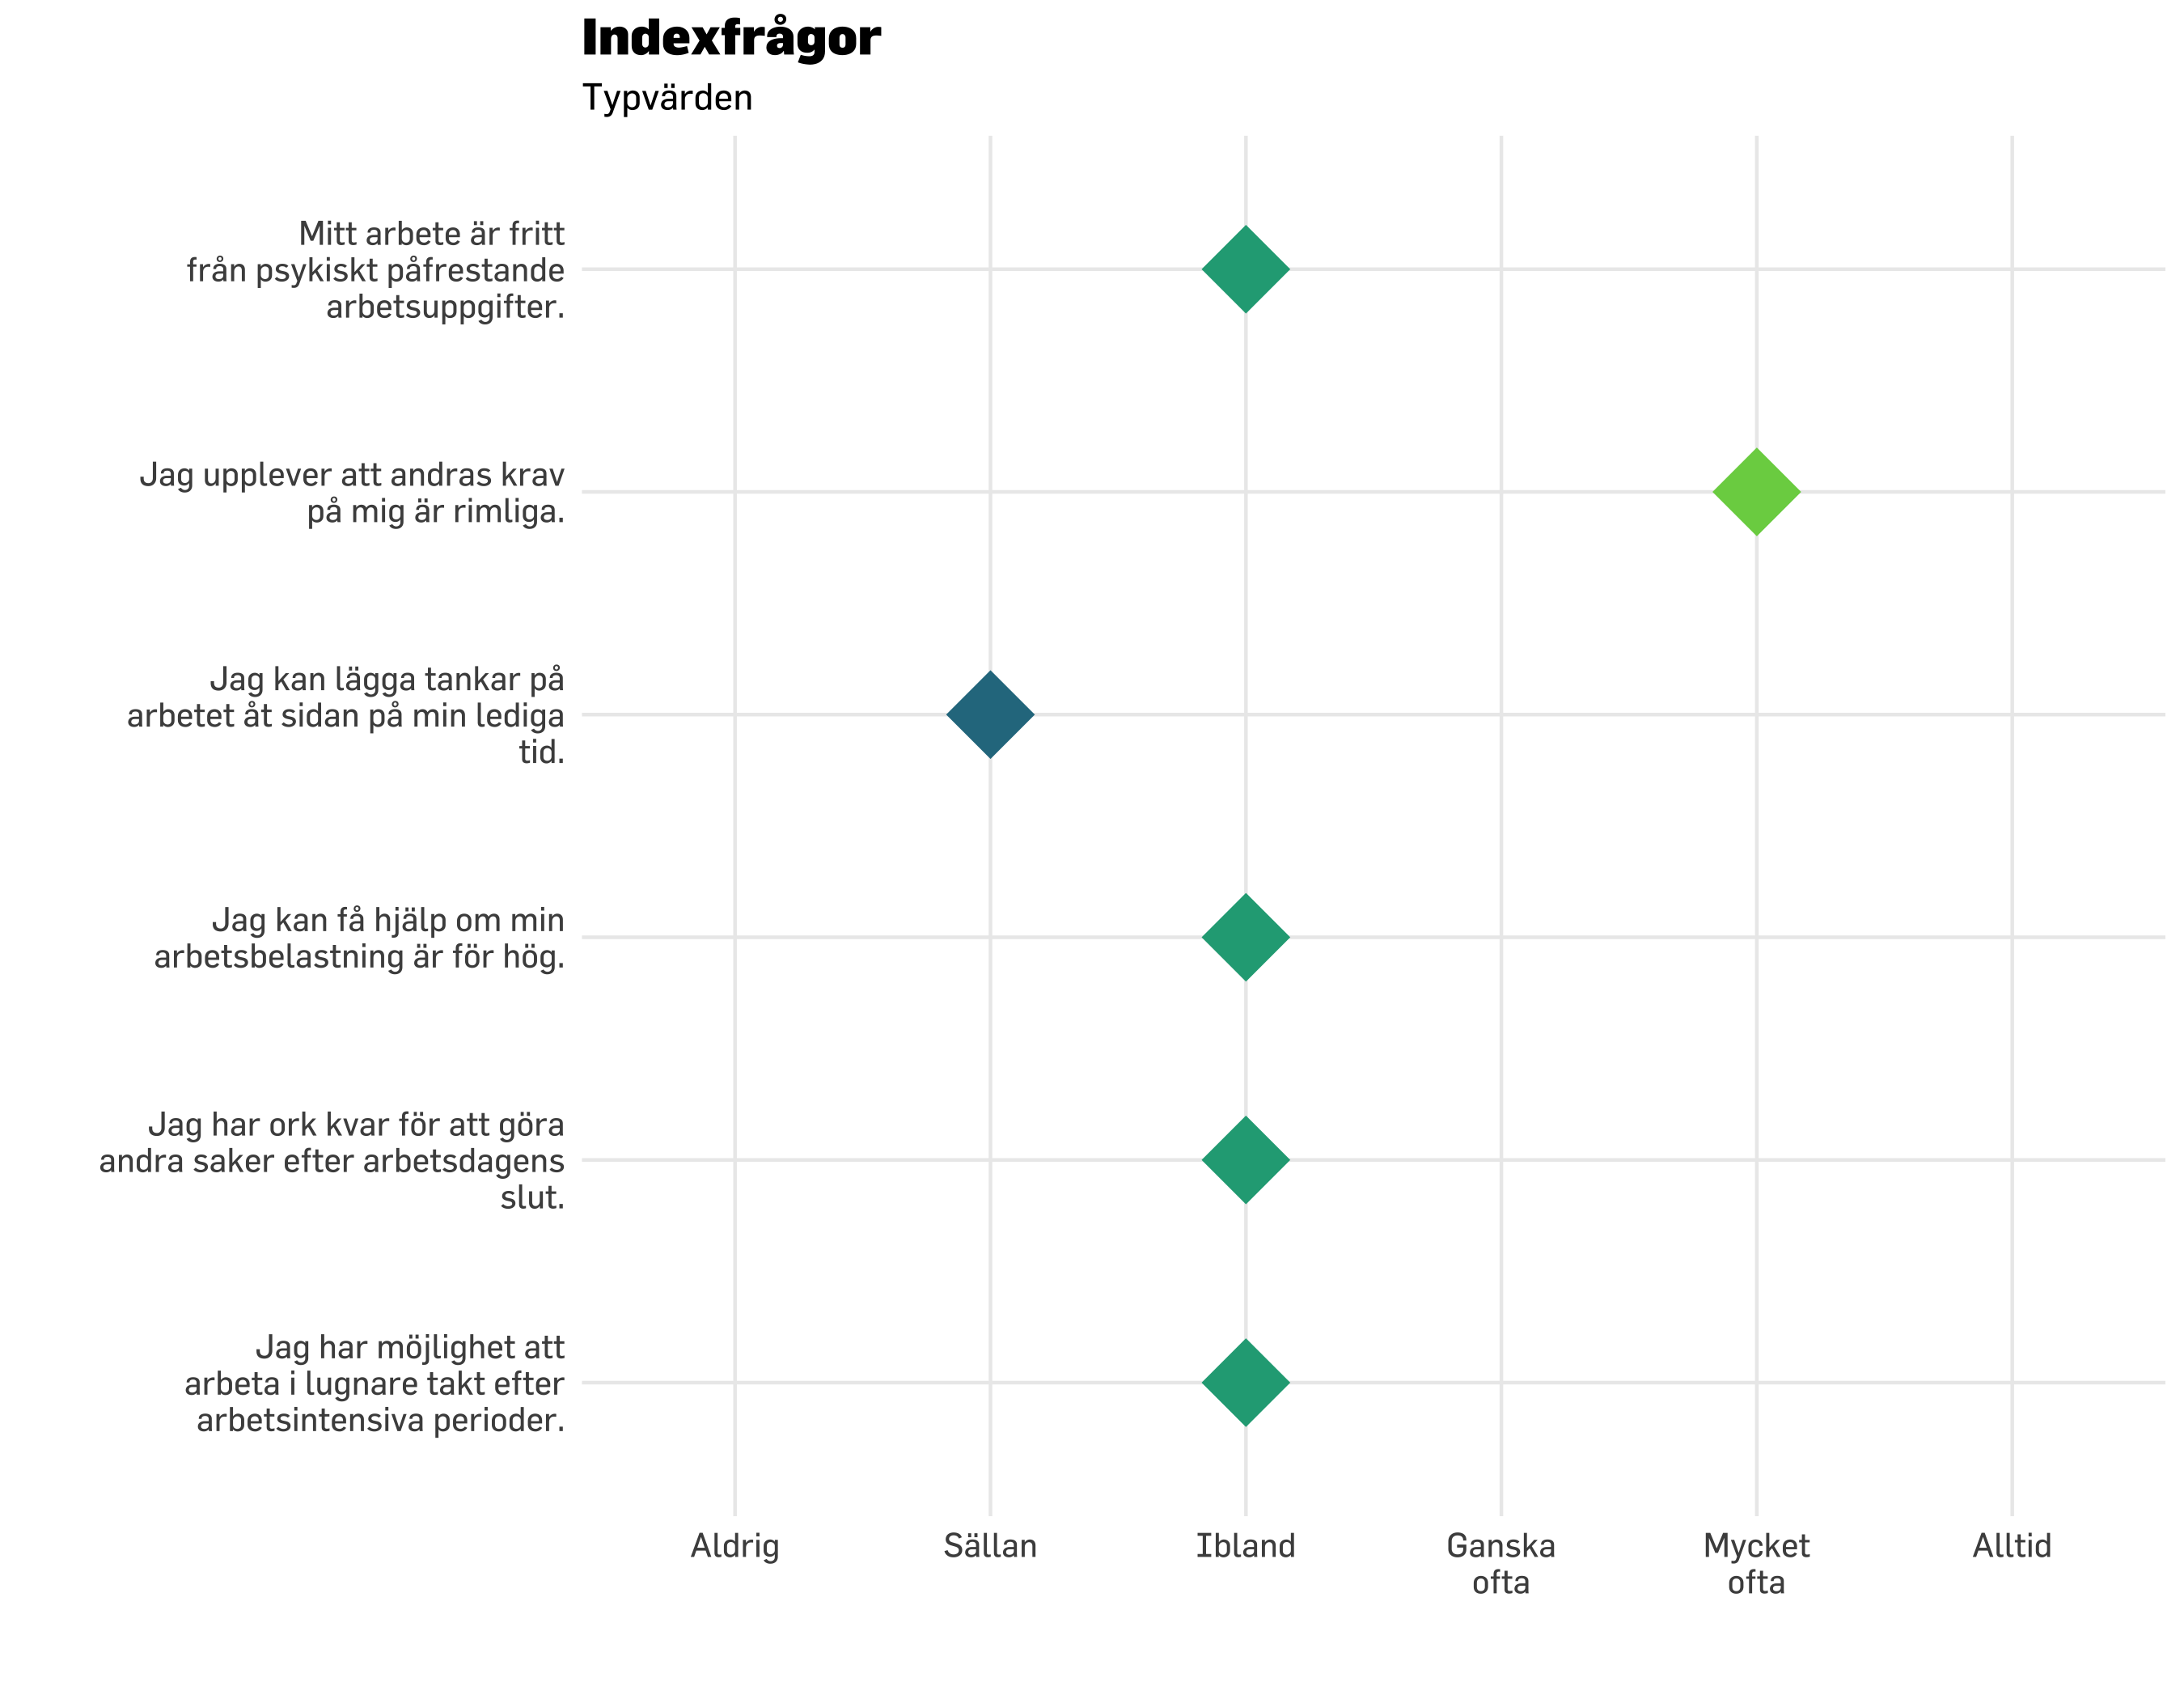 Indexfrågor
Typvärden
Mitt arbete är fritt
från psykiskt påfrestande
arbetsuppgifter.
Jag upplever att andras krav
på mig är rimliga.
Jag kan lägga tankar på
arbetet åt sidan på min lediga
tid.
Jag kan få hjälp om min
arbetsbelastning är för hög.
Jag har ork kvar för att göra
andra saker efter arbetsdagens
slut.
Jag har möjlighet att
arbeta i lugnare takt efter
arbetsintensiva perioder.
Aldrig
Sällan
Ibland
Ganska
ofta
Mycket
ofta
Alltid